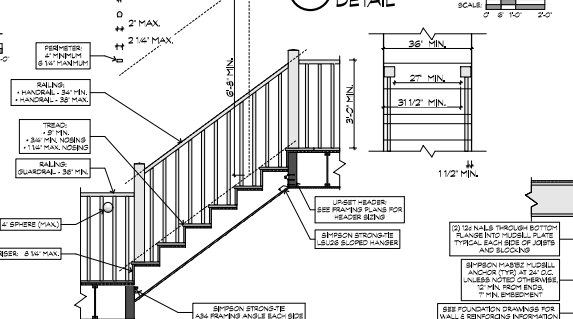 DETAIL
SCALE:
0' 6" 1'-0" 2'-0"
2" MAX.
2 1/4" MAX.
PERIMETER:
4" MINIMUM
6 1/4" MAXIMUM
RAILING:
• HANDRAIL - 34" MIN.
• HANDRAIL - 38" MAX.
TREAD:
• 9" MIN.
• 3/4" MIN. NOSING
• 1 1/4" MAX. NOSING
RAILING:
GUARDRAIL - 36" MIN.
4" SPHERE (MAX.)
RISER: 8 1/4" MAX.
6'-8" MIN.
3'-0" MIN.
36" MIN.
27" MIN.
31 1/2" MIN.
1 1/2" MIN.
UPSET HEADER:
SEE FRAMING PLANS FOR
HEADER SIZING
SIMPSON STRONG-TIE
LSU26 SLOPED HANGER
SIMPSON STRONG-TIE
A34 FRAMING ANGLE EACH SIDE
(2) 12d NAILS THROUGH BOTTOM
FLANGE INTO MUDSILL PLATE
TYPICAL EACH SIDE OF JOISTS
AND BLOCKING
SIMPSON MASB2 MUDSILL
ANCHOR (TYP.) AT 24" O.C.
UNLESS NOTED OTHERWISE,
12" MIN. FROM ENDS,
7" MIN. EMBEDMENT
SEE FOUNDATION DRAWINGS FOR
WALL & REINFORCING INFORMATION